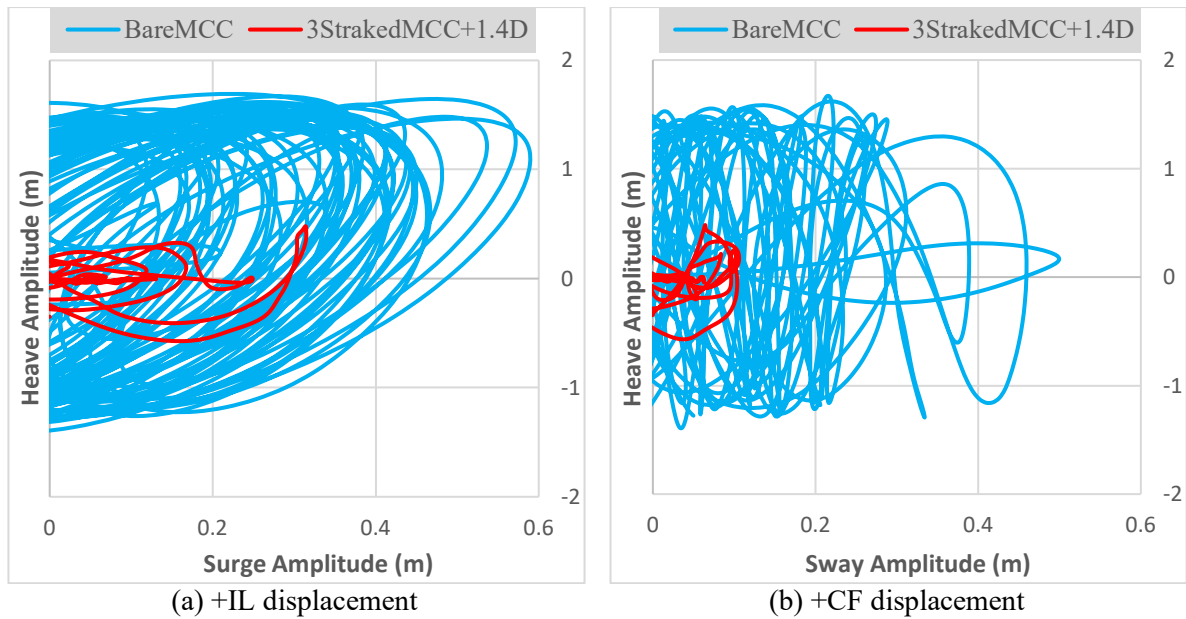 BareMCC 3StrakedMCC+1.4D
2
1
0
-1
-2
Heave Amplitude (m)
0 0.2 0.4 0.6
Surge Amplitude (m)
(a) +IL displacement
BareMCC 3StrakedMCC+1.4D
2
1
0
-1
-2
Heave Amplitude (m)
0 0.2 0.4 0.6
Sway Amplitude (m)
(b) +CF displacement